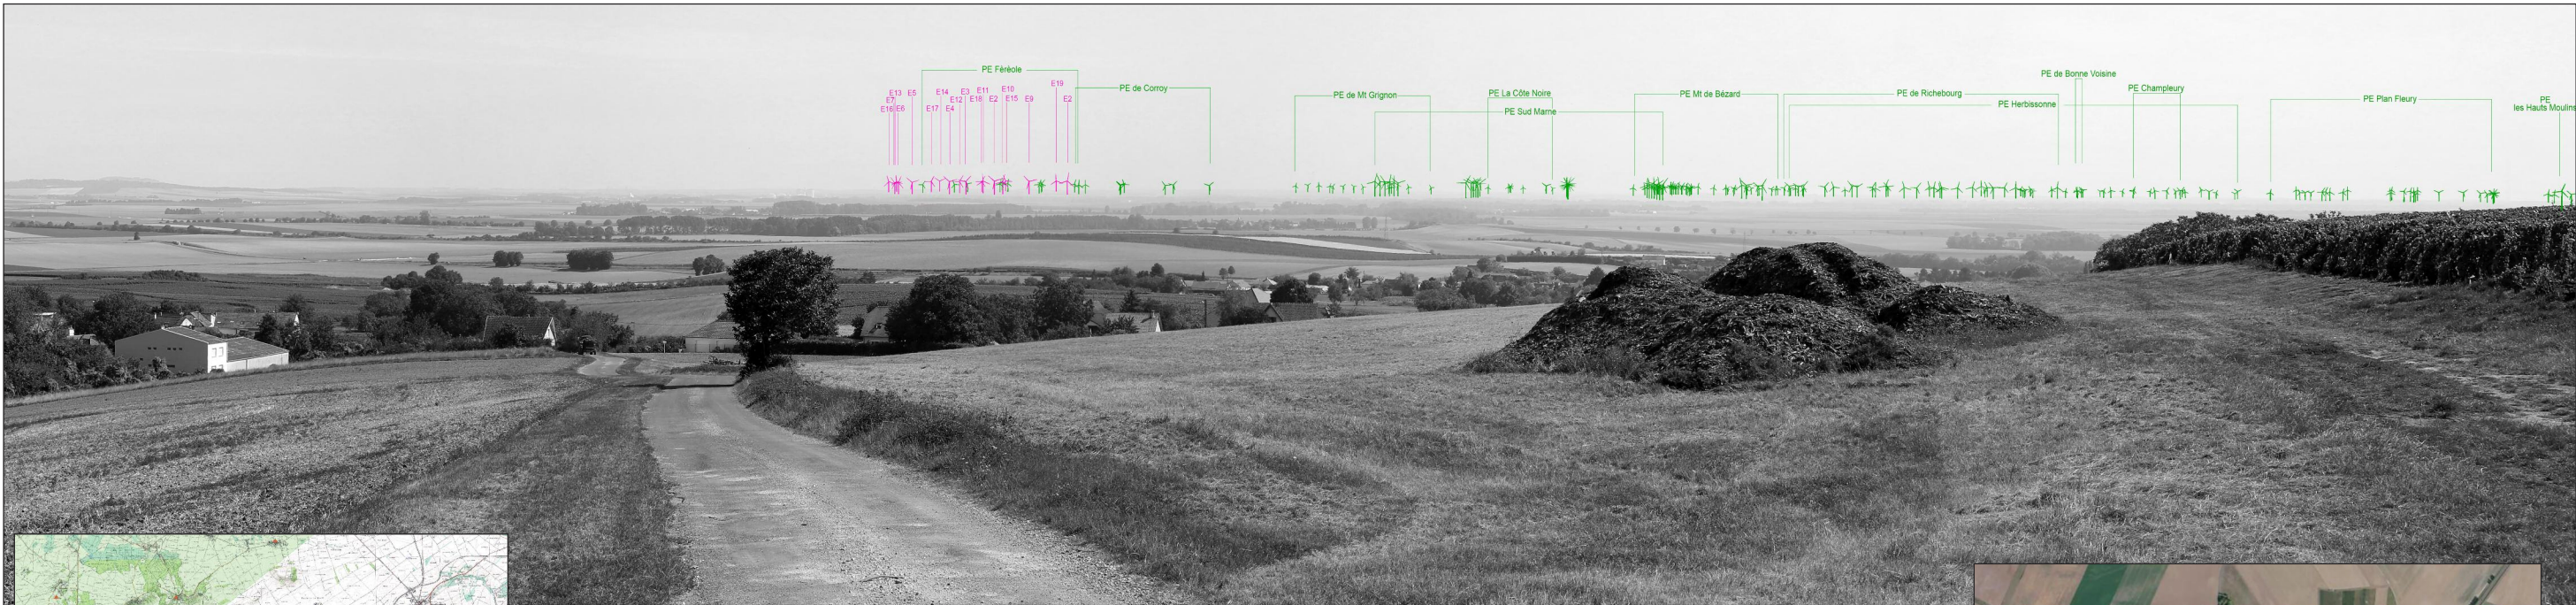 PE Féréole
E13
E7
E16
E6
E5
E14
E17
E4
E12
E3
E11
E18
E2
E10
E15
E9
E19
E2
PE de Corroy
PE de Mt Grignon
PE La Côte Noire
PE Sud Marne
PE Mt de Bézard
PE de Richebourg
PE Herbissonne
PE de Bonne Voisine
PE Champfleury
PE Plan Fleury
PE
les Hauts Moulins